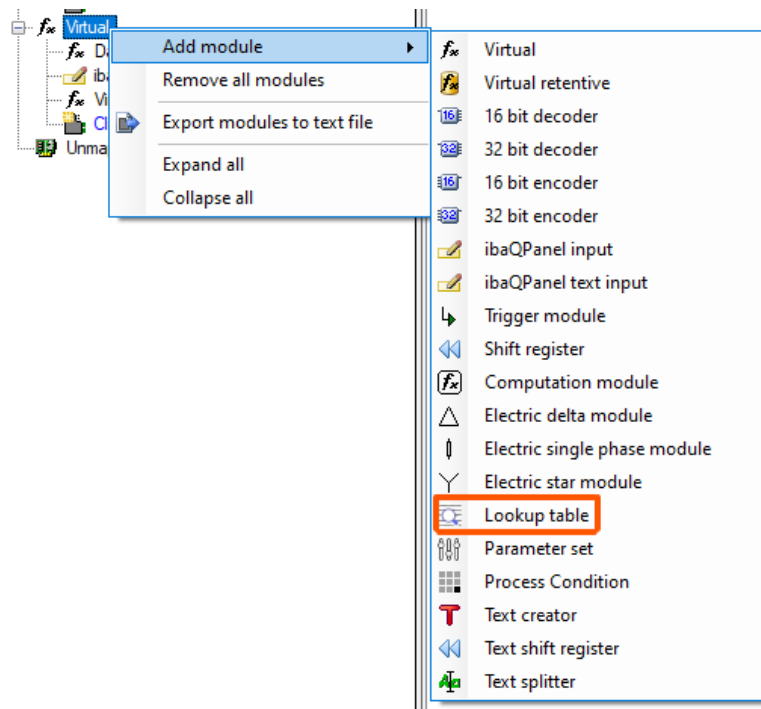 Virtual
Add module
Remove all modules
Export modules to text file
Expand all
Collapse all
Unma
Virtual
Virtual retentive
16 bit decoder
32 bit decoder
16 bit encoder
32 bit encoder
ibaQPanel input
ibaQPanel text input
Trigger module
Shift register
Computation module
Electric delta module
Electric single phase module
Electric star module
Lookup table
Parameter set
Process Condition
Text creator
Text shift register
Text splitter